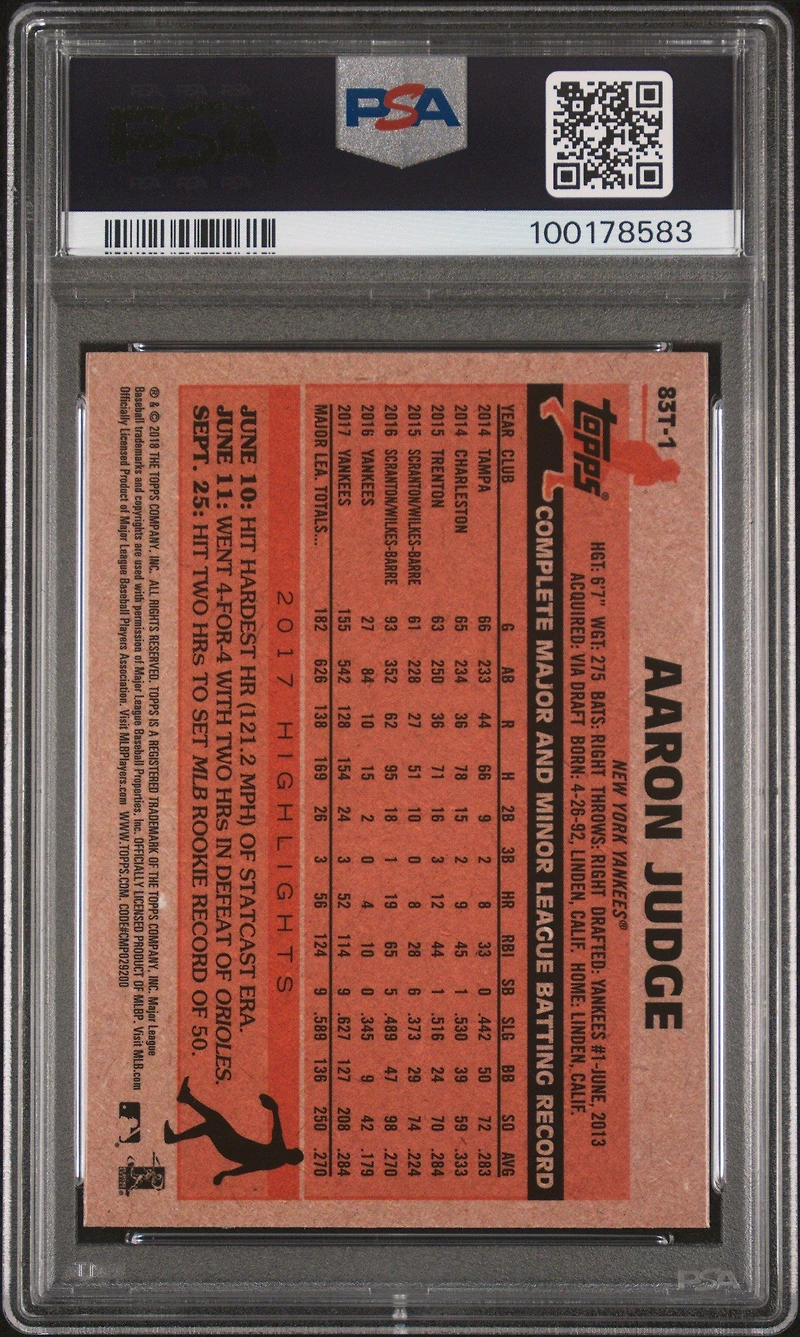 PSA
100178583
83T-1
topps®
AARON JUDGE
NEW YORK YANKEES®
HGT: 6'7" WGT: 275 BATS: RIGHT THROWS: RIGHT DRAFTED: YANKEES #1-JUNE, 2013
ACQUIRED: VIA DRAFT BORN: 4-26-92, LINDEN, CALIF. HOME: LINDEN, CALIF.
COMPLETE MAJOR AND MINOR LEAGUE BATTING RECORD
YEAR CLUB G AB R H 2B 3B HR RBI SB SLG BB SO AVG
2014 TAMPA 66 233 44 66 9 2 8 33 0 .442 50 72 .283
2014 CHARLESTON 65 234 36 78 15 2 9 45 1 .530 39 59 .333
2015 TRENTON 63 250 36 71 16 3 12 44 1 .516 24 70 .284
2015 SCRANTON/WILKES-BARRE 61 228 27 51 10 0 8 28 6 .373 29 74 .224
2016 SCRANTON/WILKES-BARRE 93 352 62 95 18 1 19 65 5 .489 47 98 .270
2016 YANKEES 27 84 10 15 2 0 4 10 0 .345 9 42 .179
2017 YANKEES 155 542 128 154 24 3 52 114 9 .627 127 208 .284
MAJOR LEA. TOTALS... 182 626 138 169 26 3 56 124 9 .589 136 250 .270
2017 HIGHLIGHTS
JUNE 10: HIT HARDEST HR (121.2 MPH) OF STATCAST ERA.
JUNE 11: WENT 4-FOR-4 WITH TWO HRs IN DEFEAT OF ORIOLES.
SEPT. 25: HIT TWO HRs TO SET MLB ROOKIE RECORD OF 50.
® & © 2018 THE TOPPS COMPANY, INC. ALL RIGHTS RESERVED. TOPPS IS A REGISTERED TRADEMARK OF THE TOPPS COMPANY, INC. Major League
Baseball trademarks and copyrights are used with permission of Major League Baseball Properties, Inc. OFFICIALLY LICENSED PRODUCT OF MLBP. Visit MLB.com
Officially Licensed Product of Major League Baseball Players Association. Visit MLBPlayers.com WWW.TOPPS.COM. CODE#CMP029200
PSA